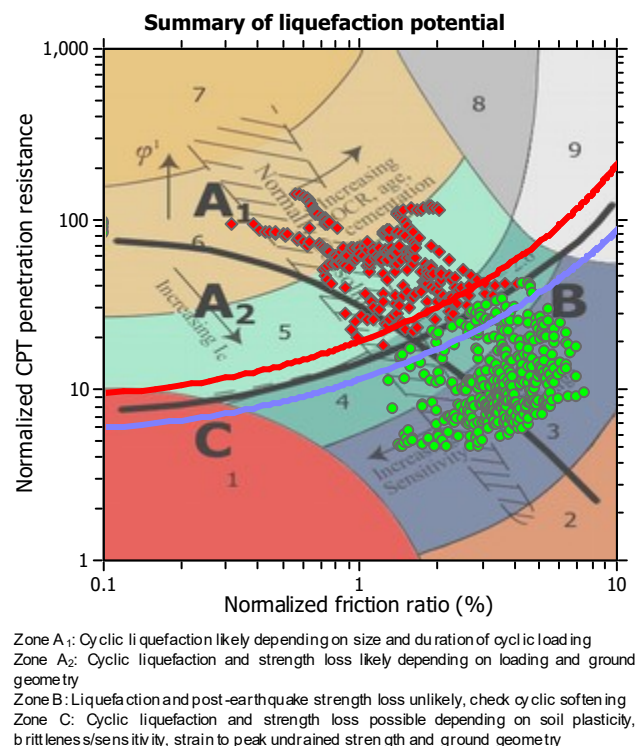 Summary of liquefaction potential
1,000
7
8
9
φ'
Increasing
OCR, age,
cementation
Normally
A1
100
6
A2
Increasing Ic
5
B
10
4
3
C
Increasing
Sensitivity
1
2
1
0.1
1
10
Normalized CPT penetration resistance
Normalized friction ratio (%)
Zone A1: Cyclic liquefaction likely depending on size and duration of cyclic loading
Zone A2: Cyclic liquefaction and strength loss likely depending on loading and ground
geometry
Zone B: Liquefaction and post-earthquake strength loss unlikely, check cyclic softening
Zone C: Cyclic liquefaction and strength loss possible depending on soil plasticity,
brittleness/sensitivity, strain to peak undrained strength and ground geometry